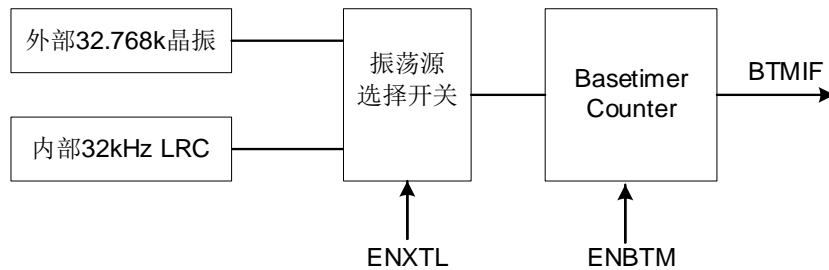 外部32.768k晶振
内部32kHz LRC
振荡源
选择开关
Basetimer
Counter
BTMIF
ENXTL
ENBTM